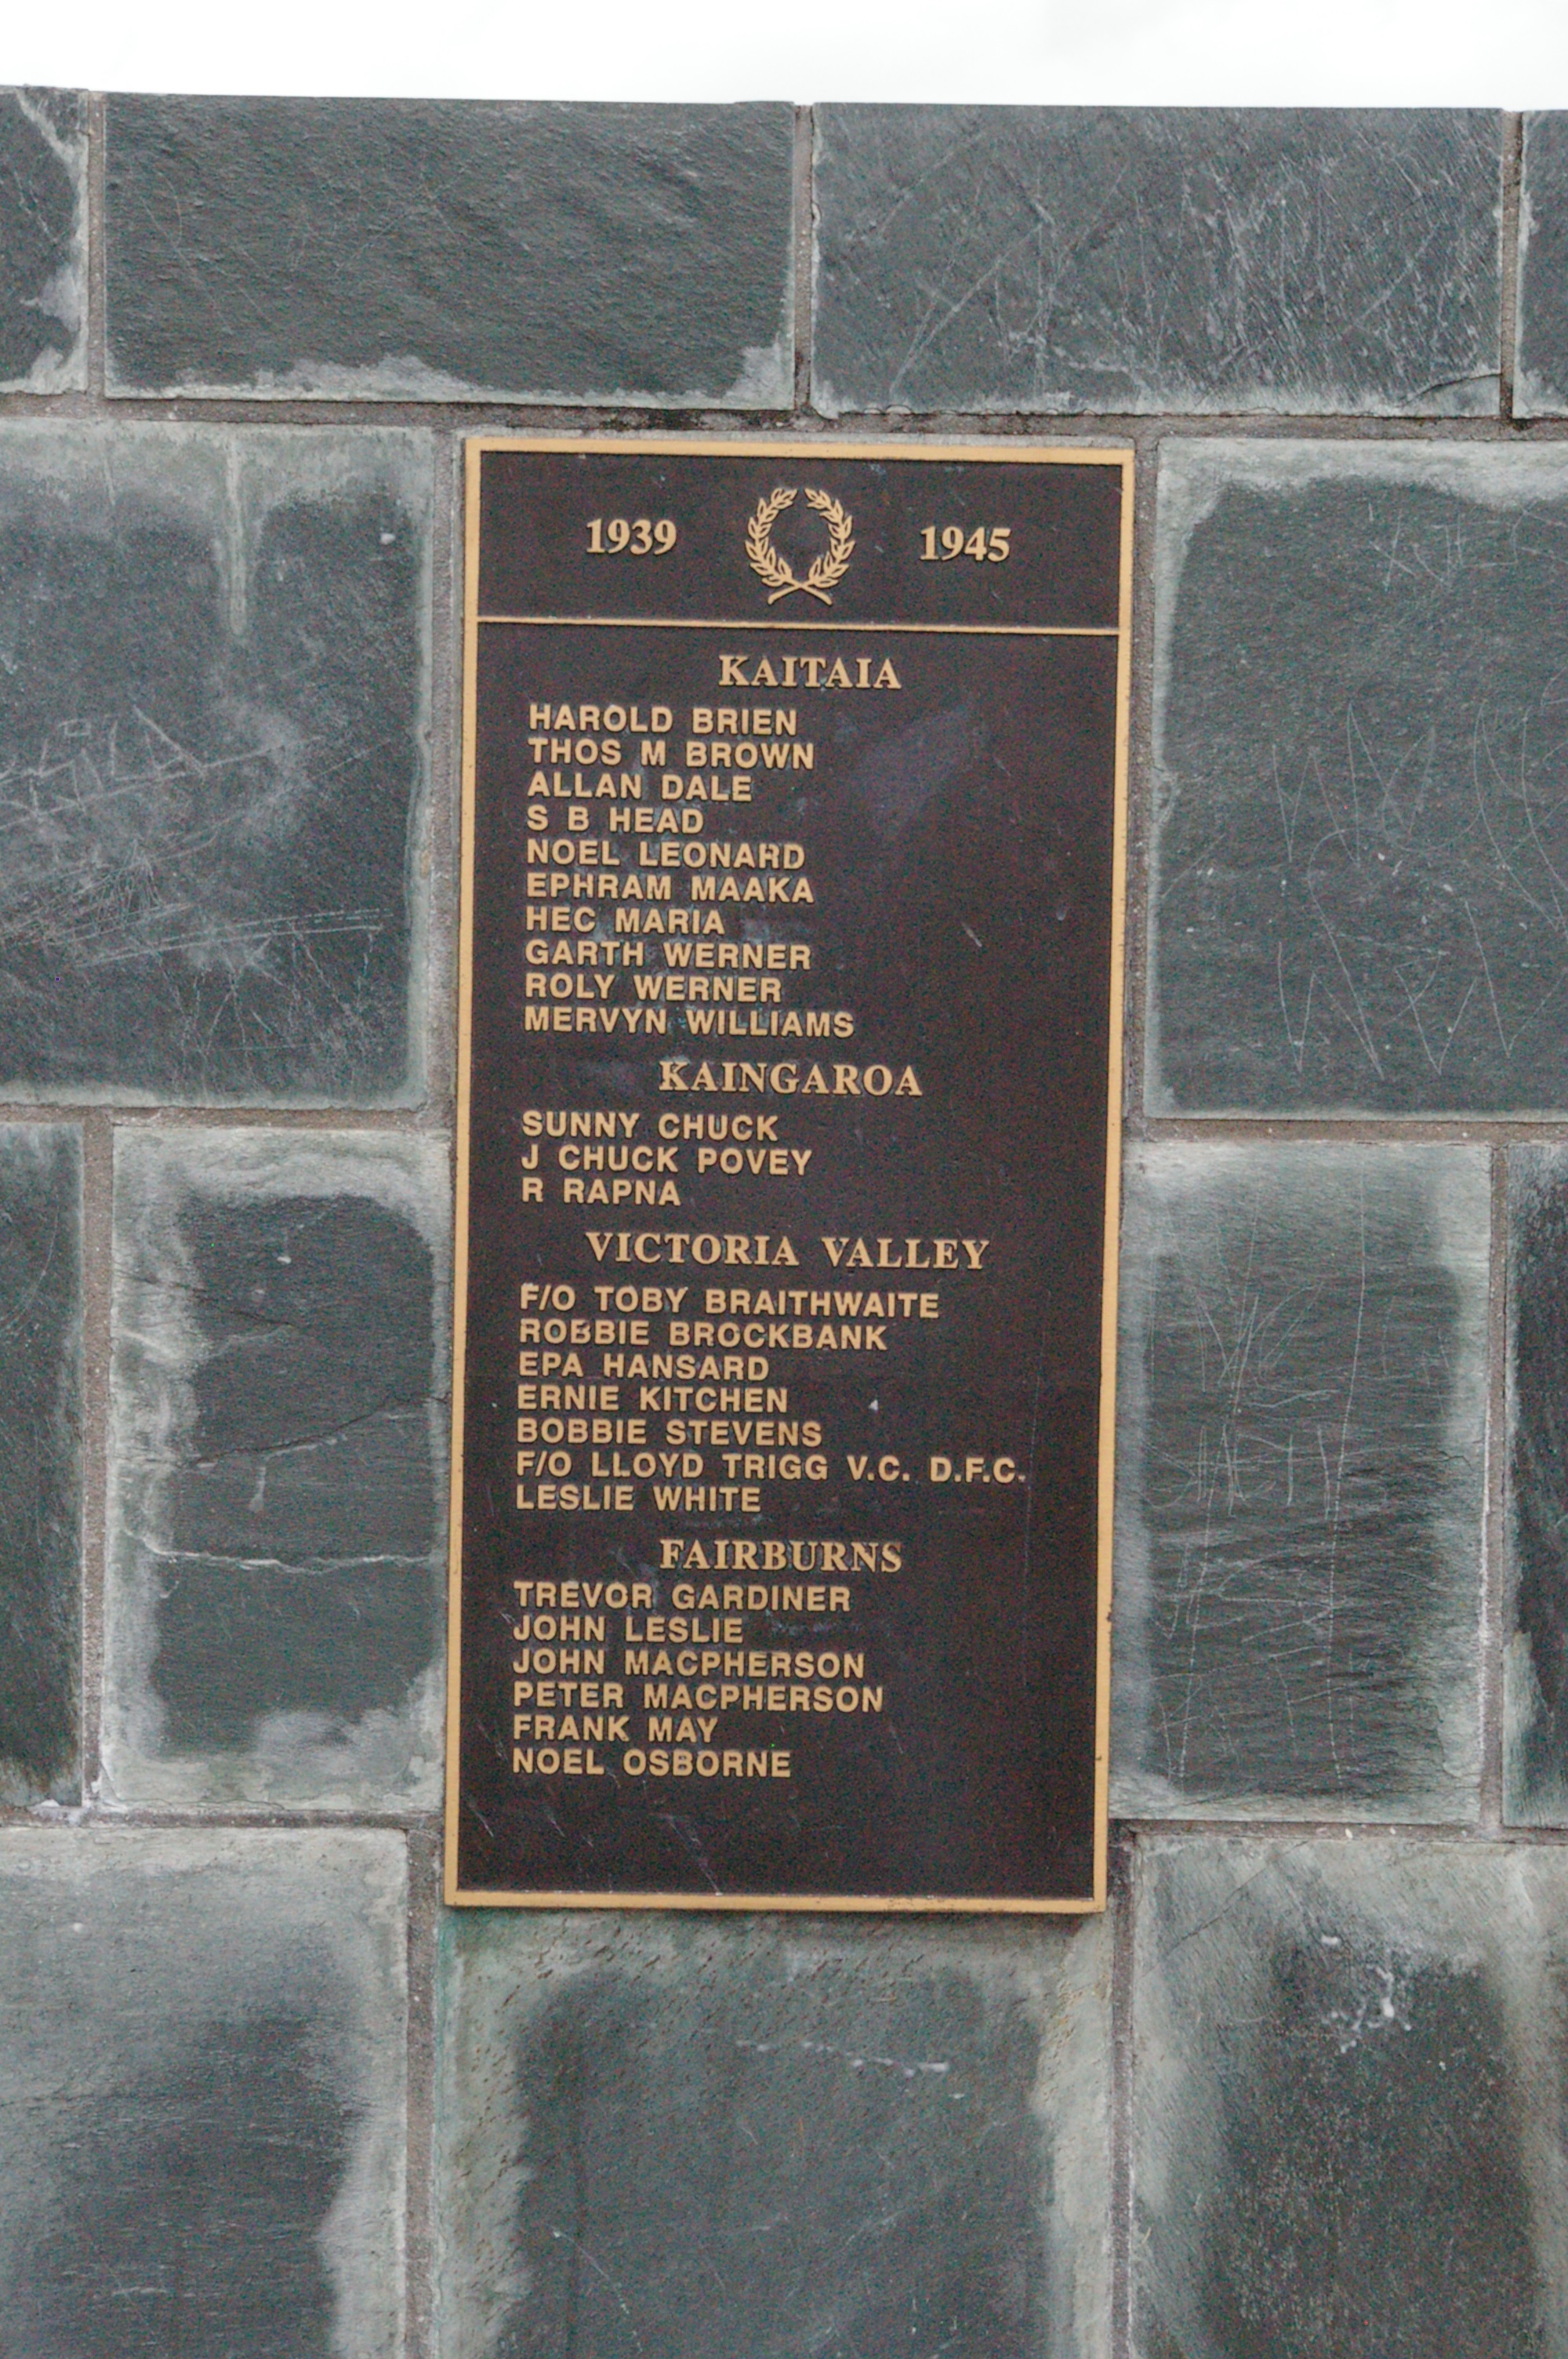 1939 1945
KAITAIA
HAROLD BRIEN
THOS M BROWN
ALLAN DALE
S B HEAD
NOEL LEONARD
EPHRAM MAAKA
HEC MARIA
GARTH WERNER
ROLY WERNER
MERVYN WILLIAMS
KAINGAROA
SUNNY CHUCK
J CHUCK POVEY
R RAPNA
VICTORIA VALLEY
F/O TOBY BRAITHWAITE
ROBBIE BROCKBANK
EPA HANSARD
ERNIE KITCHEN
BOBBIE STEVENS
F/O LLOYD TRIGG V.C. D.F.C.
LESLIE WHITE
FAIRBURNS
TREVOR GARDINER
JOHN LESLIE
JOHN MACPHERSON
PETER MACPHERSON
FRANK MAY
NOEL OSBORNE